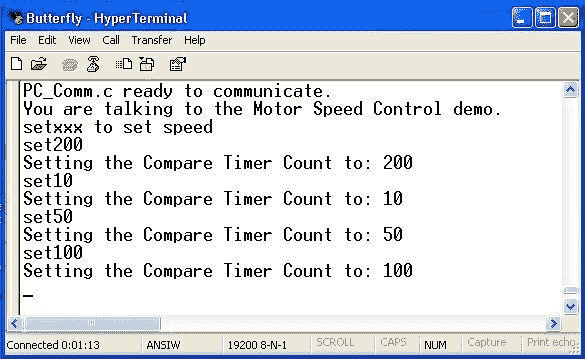 Butterfly - HyperTerminal
File Edit View Call Transfer Help
PC_Comm.c ready to communicate.
You are talking to the Motor Speed Control demo.
setxxx to set speed
set200
Setting the Compare Timer Count to: 200
set10
Setting the Compare Timer Count to: 10
set50
Setting the Compare Timer Count to: 50
set100
Setting the Compare Timer Count to: 100
_
Connected 0:01:13 ANSIW 19200 8-N-1 SCROLL CAPS NUM Capture Print echo